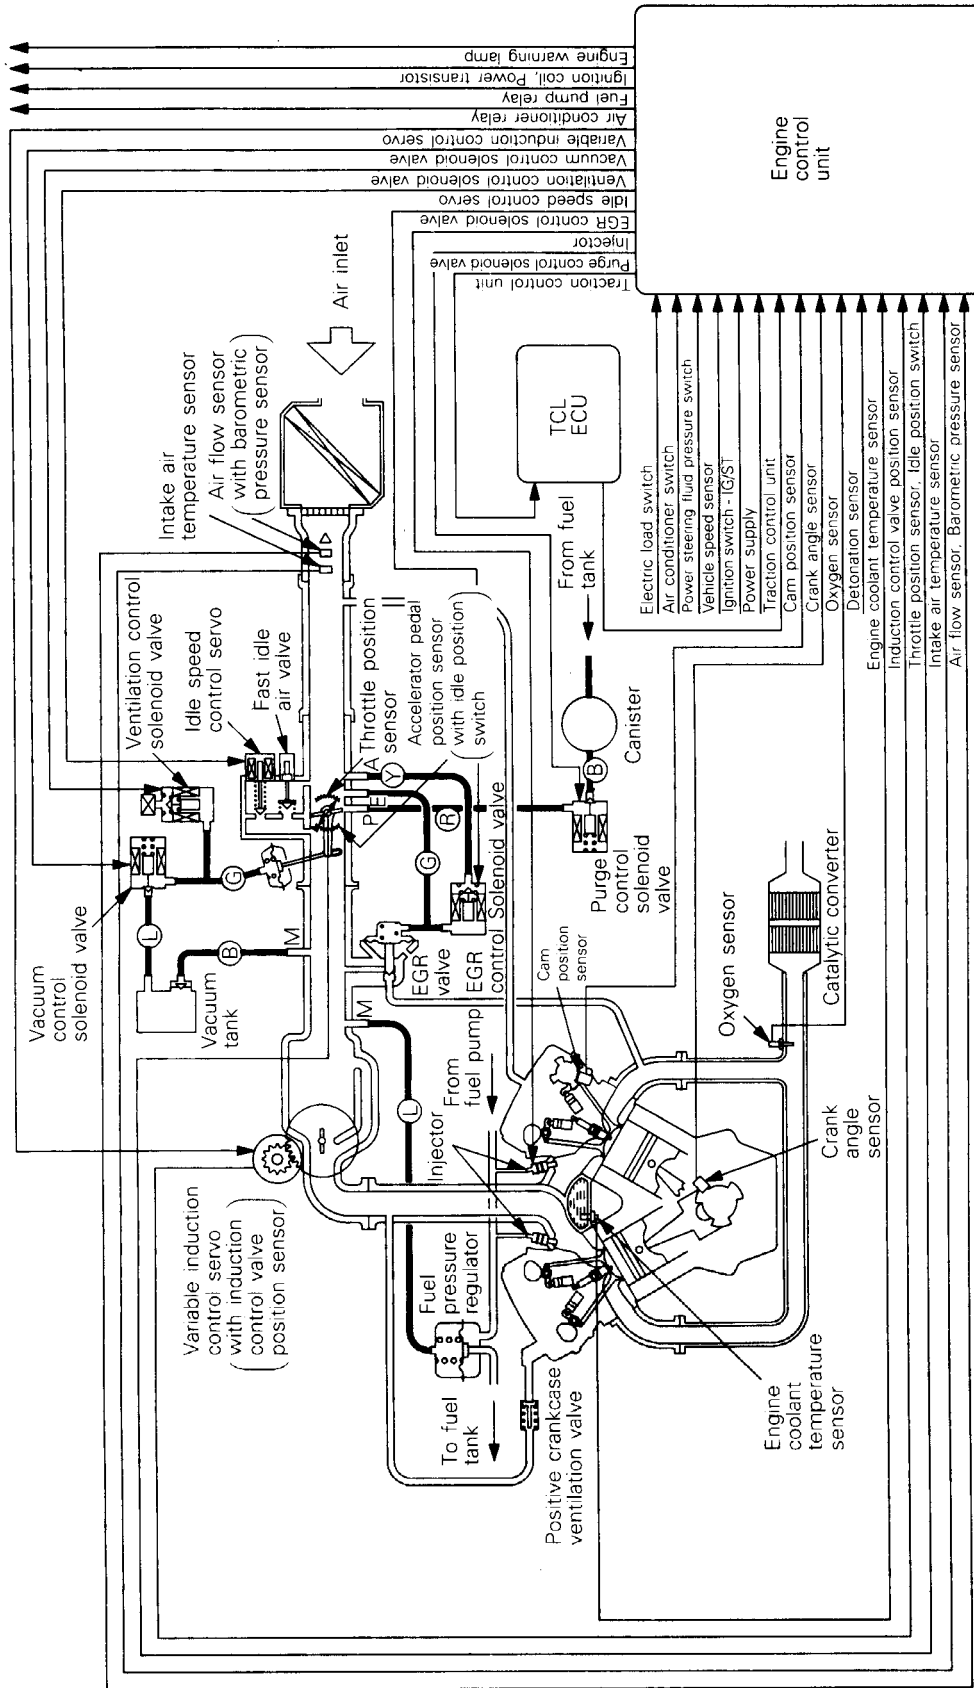 Engine warning lamp
Ignition coil, Power transistor
Fuel pump relay
Air conditioner relay
Variable induction control servo
Vacuum control solenoid valve
Ventilation control solenoid valve
Idle speed control servo
EGR control solenoid valve
Injector
Purge control solenoid valve
Traction control unit
Engine
control
unit
Electric load switch
Air conditioner switch
Power steering fluid pressure switch
Vehicle speed sensor
Ignition switch - IG/ST
Power supply
Traction control unit
Cam position sensor
Crank angle sensor
Oxygen sensor
Detonation sensor
Engine coolant temperature sensor
Induction control valve position sensor
Throttle position sensor, Idle position switch
Intake air temperature sensor
Air flow sensor, Barometric pressure sensor
Air inlet
Intake air
temperature sensor
Air flow sensor
(with barometric
pressure sensor)
TCL
ECU
From fuel
tank
Canister
B
Purge
control
solenoid
valve
Ventilation control
solenoid valve
Idle speed
control servo
Fast idle
air valve
Throttle position
sensor
Accelerator pedal
position sensor
(with idle position
switch)
A
E
P
Y
G
R
Vacuum
control
solenoid valve
L
G
B
M
Vacuum
tank
EGR
valve
EGR
control Solenoid valve
M
L
Cam
position
sensor
Oxygen sensor
Catalytic converter
From
fuel pump
Injector
Crank
angle
sensor
Variable induction
control servo
(with induction
control valve
position sensor)
Fuel
pressure
regulator
To fuel
tank
Positive crankcase
ventilation valve
Engine
coolant
temperature
sensor